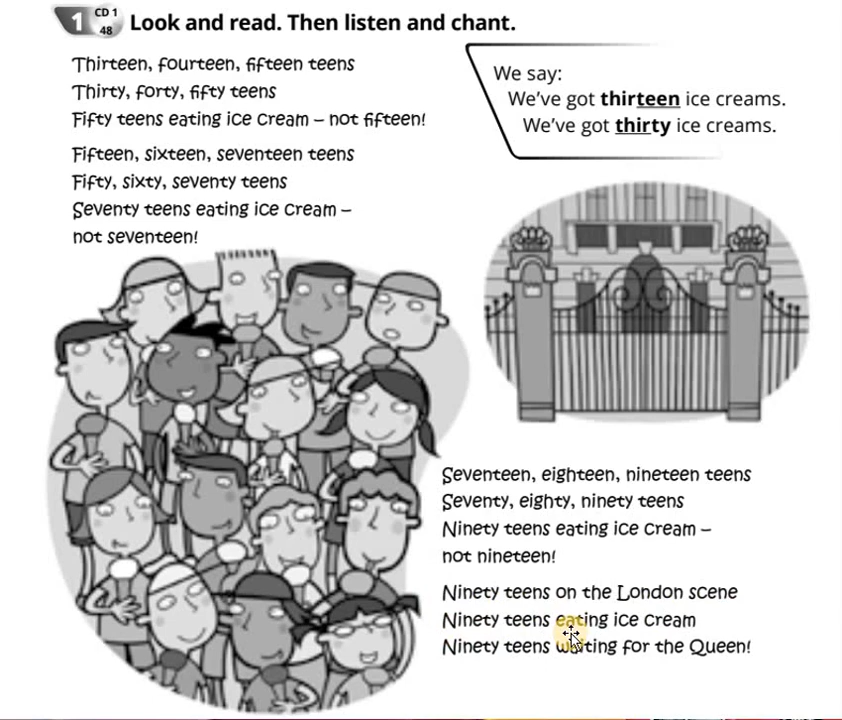 1 CD 1 48 Look and read. Then listen and chant.
Thirteen, fourteen, fifteen teens
Thirty, forty, fifty teens
Fifty teens eating ice cream – not fifteen!
Fifteen, sixteen, seventeen teens
Fifty, sixty, seventy teens
Seventy teens eating ice cream –
not seventeen!
We say:
We've got thirteen ice creams.
We've got thirty ice creams.
Seventeen, eighteen, nineteen teens
Seventy, eighty, ninety teens
Ninety teens eating ice cream –
not nineteen!
Ninety teens on the London scene
Ninety teens eating ice cream
Ninety teens waiting for the Queen!